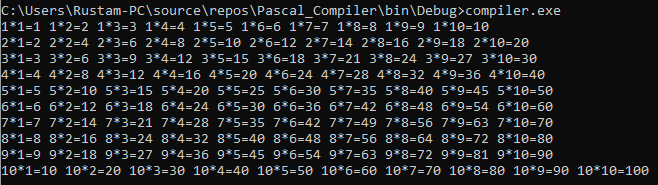 C:\Users\Rustam-PC\source\repos\Pascal_Compiler\bin\Debug>compiler.exe
1*1=1 1*2=2 1*3=3 1*4=4 1*5=5 1*6=6 1*7=7 1*8=8 1*9=9 1*10=10
2*1=2 2*2=4 2*3=6 2*4=8 2*5=10 2*6=12 2*7=14 2*8=16 2*9=18 2*10=20
3*1=3 3*2=6 3*3=9 3*4=12 3*5=15 3*6=18 3*7=21 3*8=24 3*9=27 3*10=30
4*1=4 4*2=8 4*3=12 4*4=16 4*5=20 4*6=24 4*7=28 4*8=32 4*9=36 4*10=40
5*1=5 5*2=10 5*3=15 5*4=20 5*5=25 5*6=30 5*7=35 5*8=40 5*9=45 5*10=50
6*1=6 6*2=12 6*3=18 6*4=24 6*5=30 6*6=36 6*7=42 6*8=48 6*9=54 6*10=60
7*1=7 7*2=14 7*3=21 7*4=28 7*5=35 7*6=42 7*7=49 7*8=56 7*9=63 7*10=70
8*1=8 8*2=16 8*3=24 8*4=32 8*5=40 8*6=48 8*7=56 8*8=64 8*9=72 8*10=80
9*1=9 9*2=18 9*3=27 9*4=36 9*5=45 9*6=54 9*7=63 9*8=72 9*9=81 9*10=90
10*1=10 10*2=20 10*3=30 10*4=40 10*5=50 10*6=60 10*7=70 10*8=80 10*9=90 10*10=100